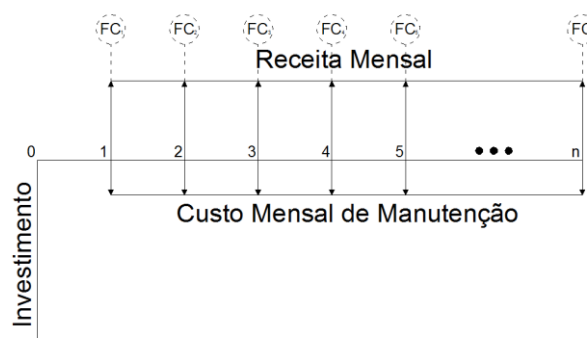 FC FC FC FC FC FC
Receita Mensal
0 1 2 3 4 5 ••• n
Custo Mensal de Manutenção
Investimento